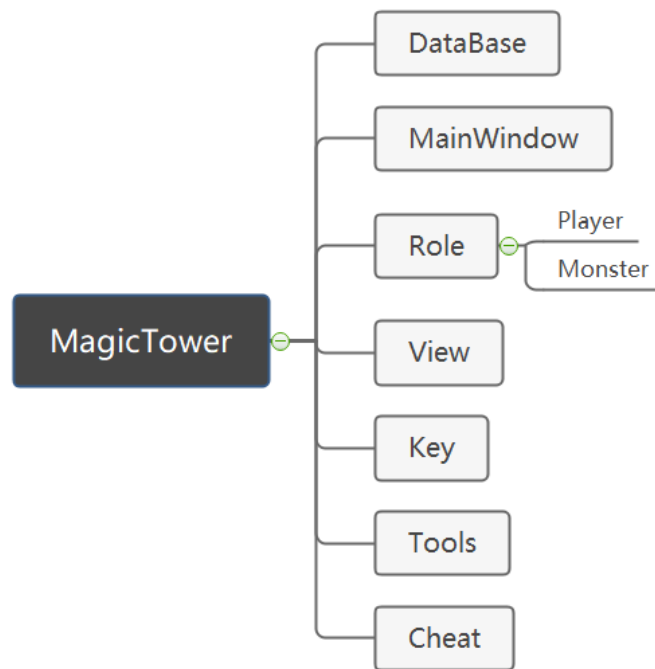 MagicTower
DataBase
MainWindow
Role
Player
Monster
View
Key
Tools
Cheat